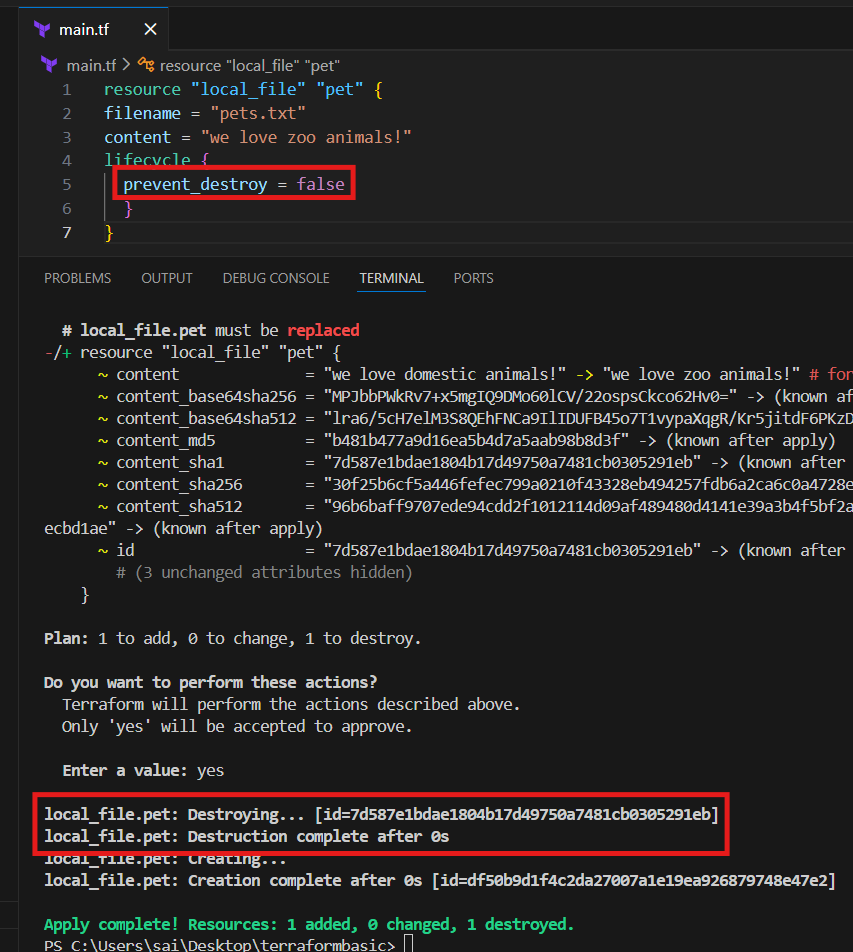 main.tf
main.tf > resource "local_file" "pet"
1 resource "local_file" "pet" {
2 filename = "pets.txt"
3 content = "we love zoo animals!"
4 lifecycle {
5 prevent_destroy = false
6 }
7 }
PROBLEMS OUTPUT DEBUG CONSOLE TERMINAL PORTS
# local_file.pet must be replaced
-/+ resource "local_file" "pet" {
~ content = "we love domestic animals!" -> "we love zoo animals!" # for
~ content_base64sha256 = "MPJbbPWkRv7+x5mgIQ9DMo60lCV/22ospsCkco62Hv0=" -> (known af
~ content_base64sha512 = "lra6/5cH7elM3S8QEhFNCa9IlIDUFB45o7T1vypaXqgR/Kr5jitdF6PKzD
~ content_md5 = "b481b477a9d16ea5b4d7a5aab98b8d3f" -> (known after apply)
~ content_sha1 = "7d587e1bdae1804b17d49750a7481cb0305291eb" -> (known after
~ content_sha256 = "30f25b6cf5a446fefec799a0210f43328eb494257fdb6a2ca6c0a4728e
~ content_sha512 = "96b6baff9707ede94cdd2f1012114d09af489480d4141e39a3b4f5bf2a
ecbd1ae" -> (known after apply)
~ id = "7d587e1bdae1804b17d49750a7481cb0305291eb" -> (known after
# (3 unchanged attributes hidden)
}
Plan: 1 to add, 0 to change, 1 to destroy.
Do you want to perform these actions?
Terraform will perform the actions described above.
Only 'yes' will be accepted to approve.
Enter a value: yes
local_file.pet: Destroying... [id=7d587e1bdae1804b17d49750a7481cb0305291eb]
local_file.pet: Destruction complete after 0s
local_file.pet: Creating...
local_file.pet: Creation complete after 0s [id=df50b9d1f4c2da27007a1e19ea926879748e47e2]
Apply complete! Resources: 1 added, 0 changed, 1 destroyed.
PS C:\Users\sai\Desktop\terraformbasic>